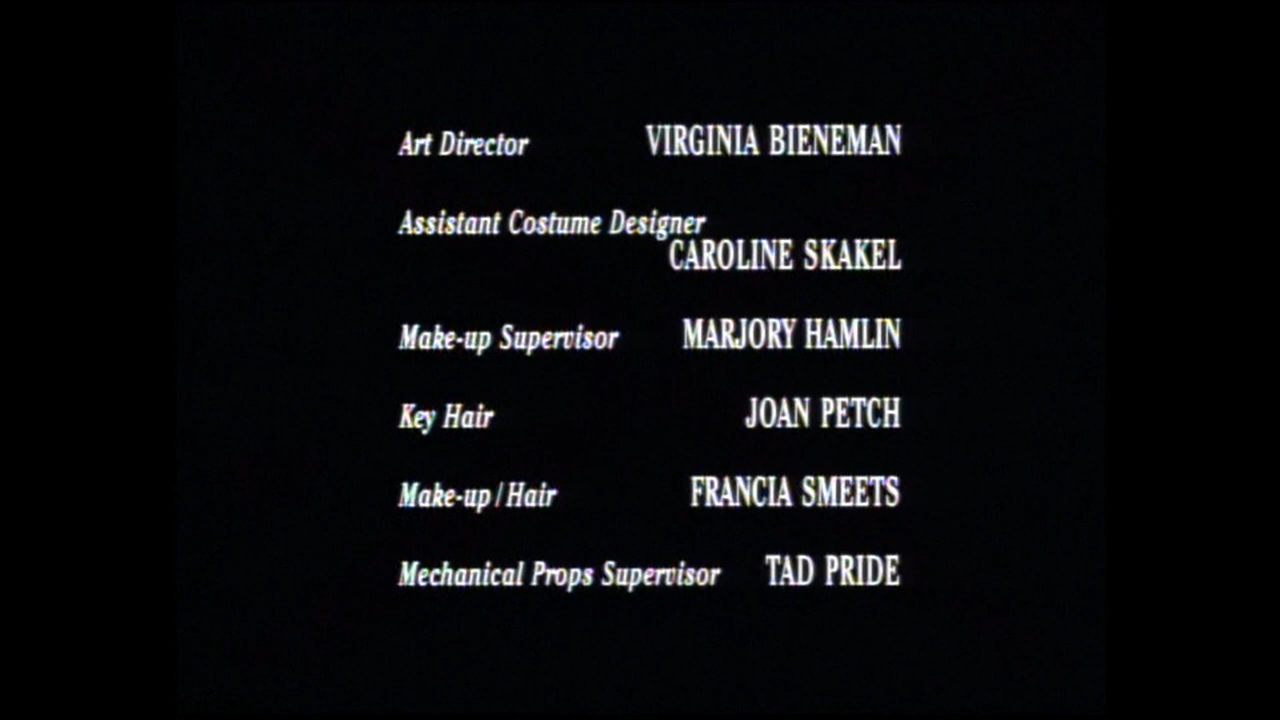 Art Director VIRGINIA BIENEMAN
Assistant Costume Designer
CAROLINE SKAKEL
Make-up Supervisor MARJORY HAMLIN
Key Hair JOAN PETCH
Make-up/Hair FRANCIA SMEETS
Mechanical Props Supervisor TAD PRIDE